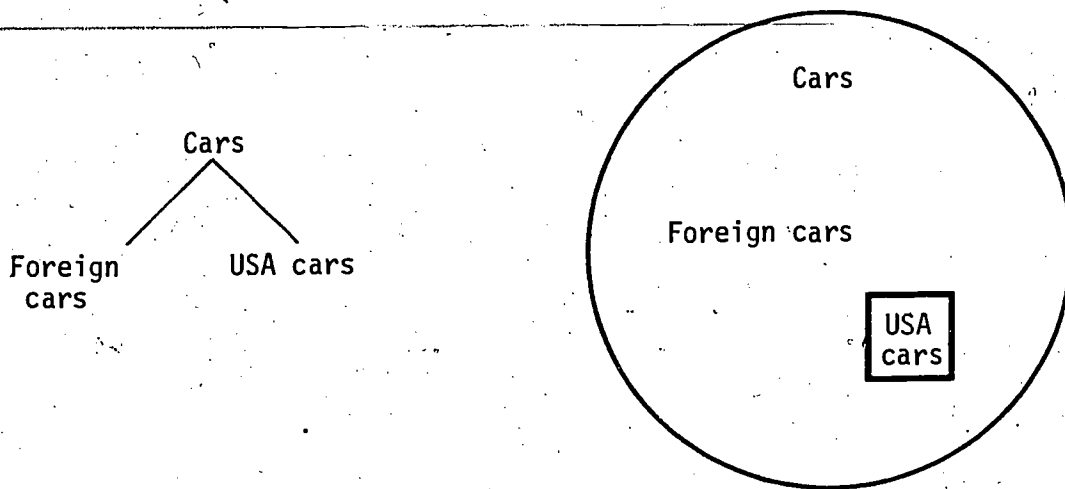 Cars
Foreign
cars
USA cars
Cars
Foreign cars
USA
cars